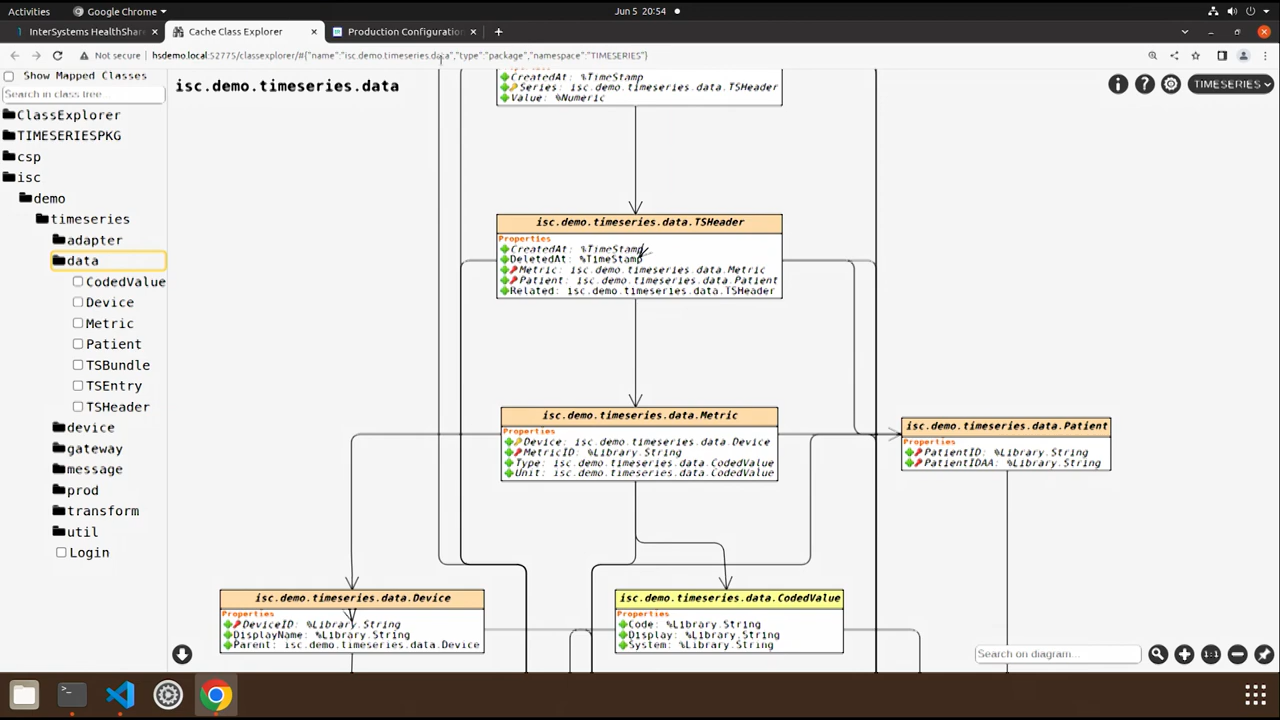 Activities
Google Chrome
Jun 5 20:54
InterSystems HealthShar
Cache Class Explorer
Production Configuratio
Not secure
hsdemo.local:52775/classexplorer/#{"name":"isc.demo.timeseries.data","type":"package","namespace":"TIMESERIES"}
Show Mapped Classes
Search in class tree...
ClassExplorer
TIMESERIESPKG
csp
isc
demo
timeseries
adapter
data
CodedValue
Device
Metric
Patient
TSBundle
TSEntry
TSHeader
device
gateway
message
prod
transform
util
Login
isc.demo.timeseries.data
TIMESERIES
CreatedAt: %TimeStamp
Series: isc.demo.timeseries.data.TSHeader
Value: %Numeric
isc.demo.timeseries.data.TSHeader
Properties
CreatedAt: %TimeStamp
DeletedAt: %TimeStamp
Metric: isc.demo.timeseries.data.Metric
Patient: isc.demo.timeseries.data.Patient
Related: isc.demo.timeseries.data.TSHeader
isc.demo.timeseries.data.Metric
Properties
Device: isc.demo.timeseries.data.Device
MetricID: %Library.String
Type: isc.demo.timeseries.data.CodedValue
Unit: isc.demo.timeseries.data.CodedValue
isc.demo.timeseries.data.Patient
Properties
PatientID: %Library.String
PatientIDAA: %Library.String
isc.demo.timeseries.data.Device
Properties
DeviceID: %Library.String
DisplayName: %Library.String
Parent: isc.demo.timeseries.data.Device
isc.demo.timeseries.data.CodedValue
Properties
Code: %Library.String
Display: %Library.String
System: %Library.String
Search on diagram...
1:1